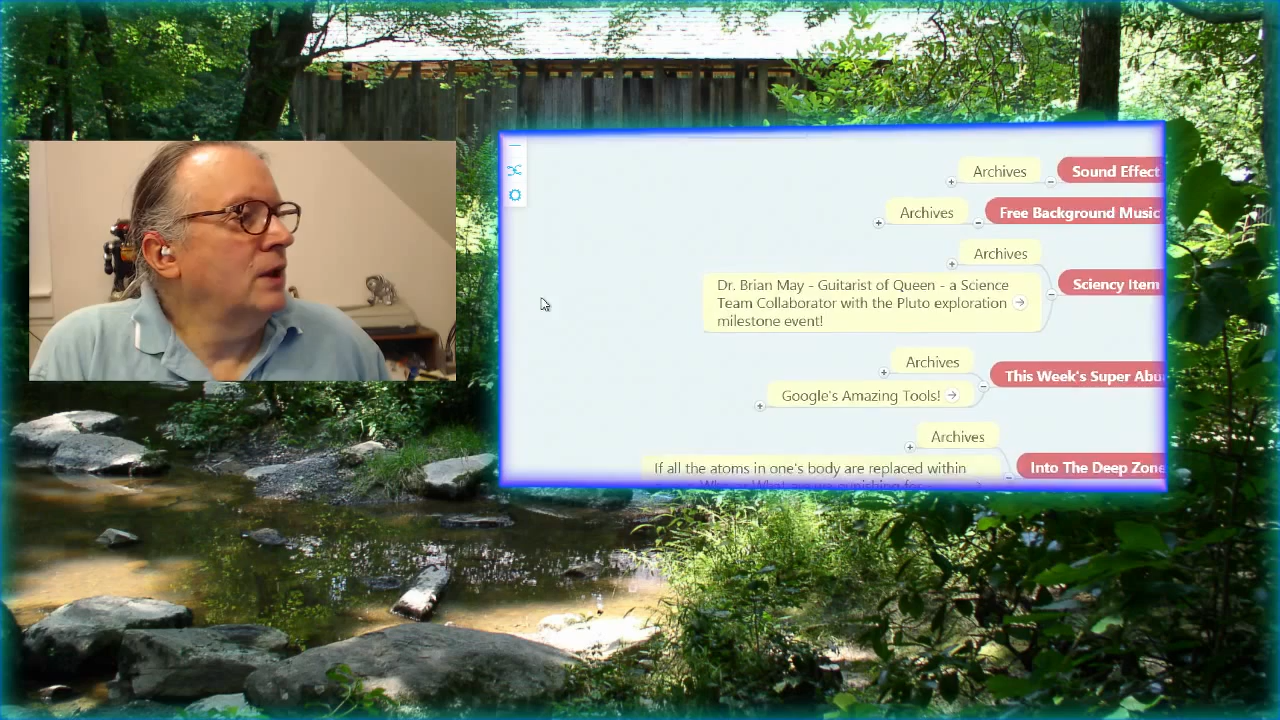 Archives
Sound Effect
Archives
Free Background Music
Archives
Dr. Brian May - Guitarist of Queen - a Science
Team Collaborator with the Pluto exploration
milestone event!
Sciency Item
Archives
This Week's Super Abu
Google's Amazing Tools!
Archives
If all the atoms in one's body are replaced within
Into The Deep Zone